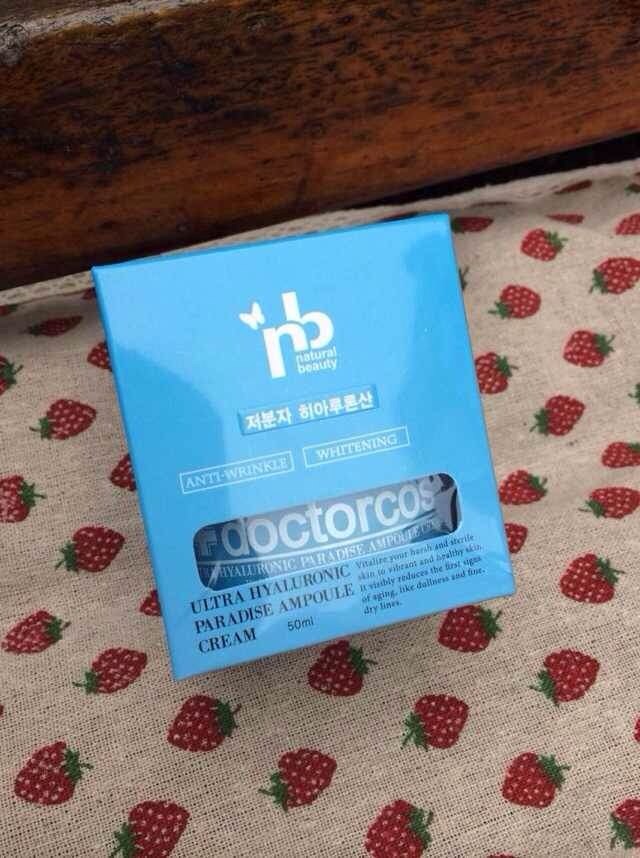 nb
natural
beauty
저분자 히아루론산
ANTI-WRINKLE
WHITENING
doctorcos
HYALURONIC PARADISE AMPOULE
ULTRA HYALURONIC
PARADISE AMPOULE
CREAM
50ml
Vitalize your harsh and sterile
skin to vibrant and healthy skin.
It visibly reduces the first signs
of aging, like dullness and fine,
dry lines.